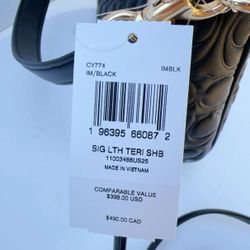 CY774 IMBLK
IM/BLACK
1 96395 66087 2
SIG LTH TERI SHB
11003466US25
MADE IN VIETNAM
COMPARABLE VALUE
$398.00 USD
$490.00 CAD